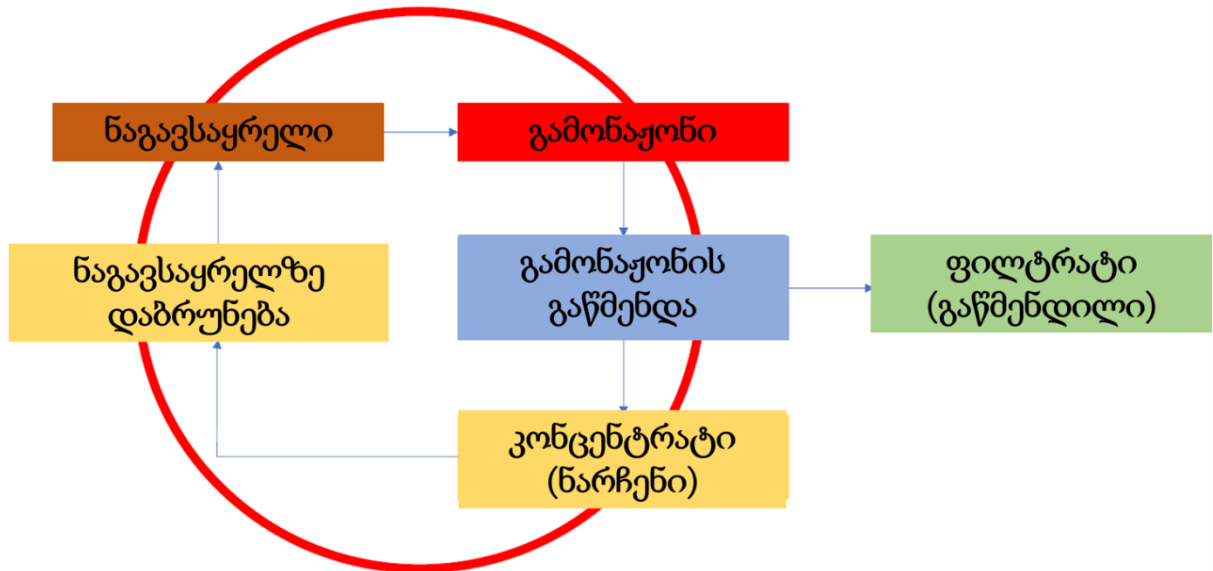 ნაგავსაყრელი
გამონაჟონი
ნაგავსაყრელზე
დაბრუნება
გამონაჟონის
გაწმენდა
ფილტრატი
(გაწმენდილი)
კონცენტრატი
(ნარჩენი)